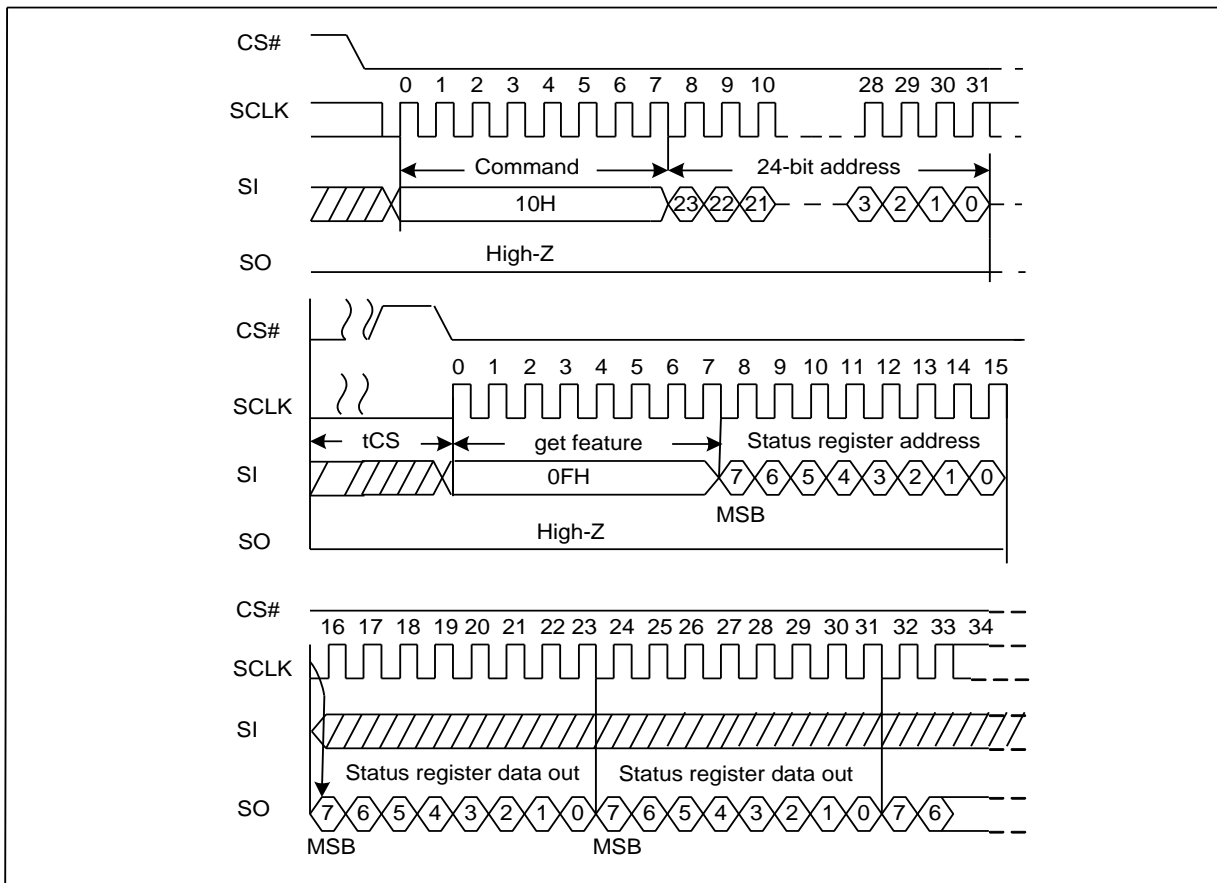 CS#
0 1 2 3 4 5 6 7 8 9 10 28 29 30 31
SCLK
Command 24-bit address
SI
10H 23 22 21 3 2 1 0
High-Z
SO
CS#
0 1 2 3 4 5 6 7 8 9 10 11 12 13 14 15
SCLK
tCS get feature Status register address
SI
0FH 7 6 5 4 3 2 1 0
MSB
High-Z
SO
CS#
16 17 18 19 20 21 22 23 24 25 26 27 28 29 30 31 32 33 34
SCLK
SI
Status register data out Status register data out
SO 7 6 5 4 3 2 1 0 7 6 5 4 3 2 1 0 7 6
MSB MSB